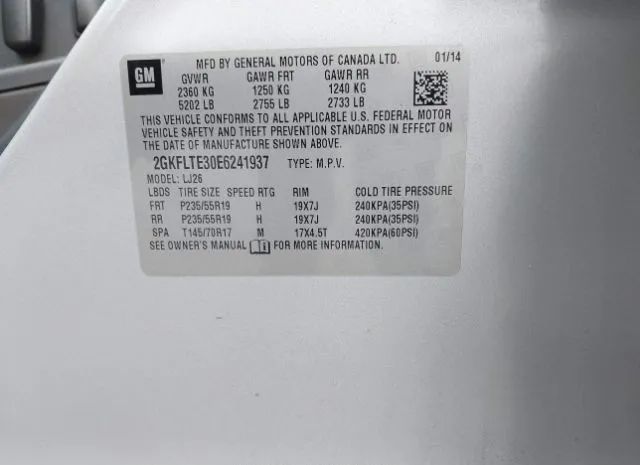 GM
MFD BY GENERAL MOTORS OF CANADA LTD. 01/14
GVWR GAWR FRT GAWR RR
2360 KG 1250 KG 1240 KG
5202 LB 2755 LB 2733 LB
THIS VEHICLE CONFORMS TO ALL APPLICABLE U.S. FEDERAL MOTOR
VEHICLE SAFETY AND THEFT PREVENTION STANDARDS IN EFFECT ON
THE DATE OF MANUFACTURE SHOWN ABOVE.
2GKFLTE30E6241937 TYPE: M.P.V.
MODEL: LJ26
LBDS TIRE SIZE SPEED RTG RIM COLD TIRE PRESSURE
FRT P235/55R19 H 19X7J 240KPA(35PSI)
RR P235/55R19 H 19X7J 240KPA(35PSI)
SPA T145/70R17 M 17X4.5T 420KPA(60PSI)
SEE OWNER'S MANUAL FOR MORE INFORMATION.